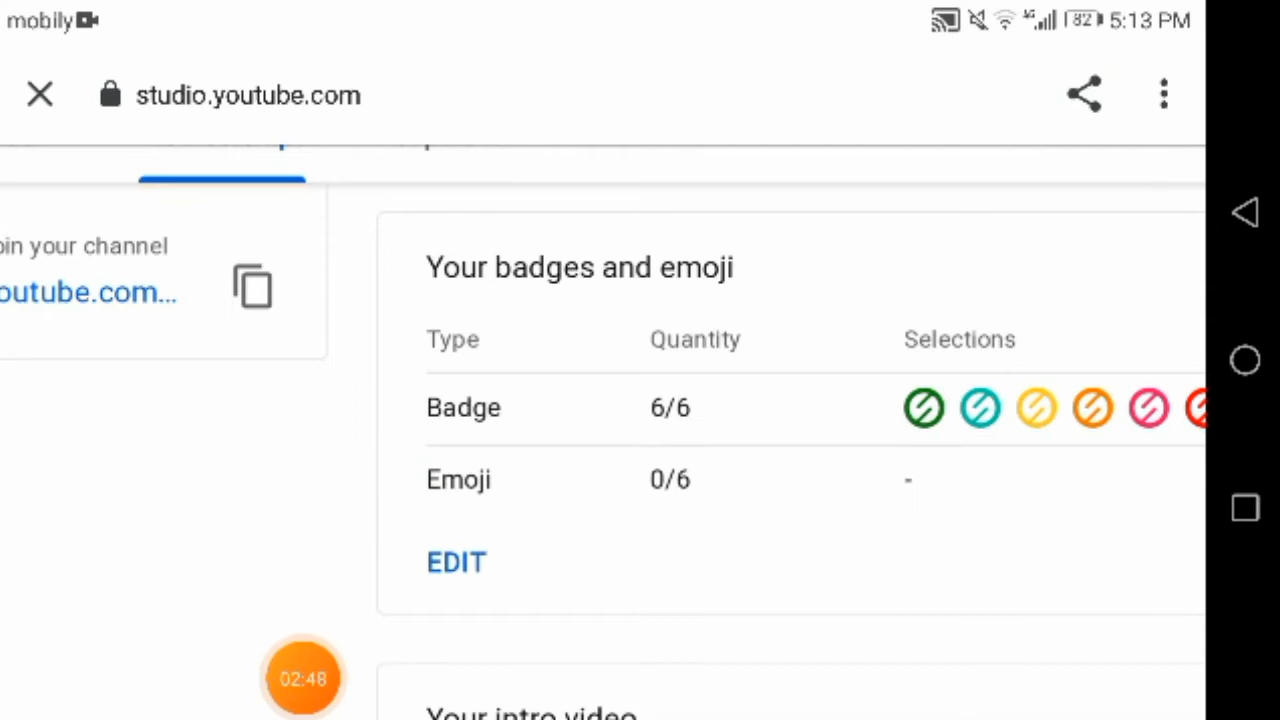 mobily
82 5:13 PM
studio.youtube.com
oin your channel
outube.com...
Your badges and emoji
Type Quantity Selections
Badge 6/6
Emoji 0/6 -
EDIT
02:48
Your intro video